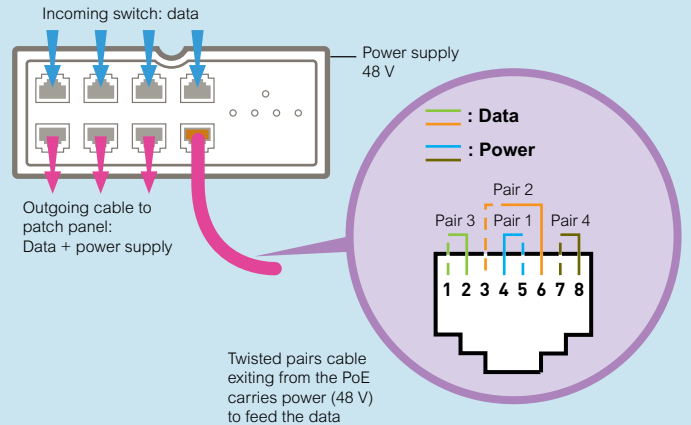 Incoming switch: data
Power supply
48 V
: Data
: Power
Pair 2
Pair 3 Pair 1 Pair 4
1 2 3 4 5 6 7 8
Outgoing cable to
patch panel:
Data + power supply
Twisted pairs cable
exiting from the PoE
carries power (48 V)
to feed the data